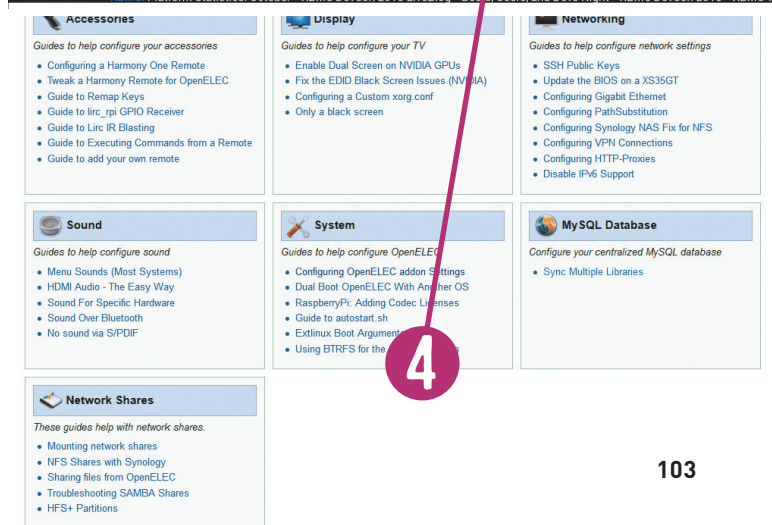 Accessories
Guides to help configure your accessories
Configuring a Harmony One Remote
Tweak a Harmony Remote for OpenELEC
Guide to Remap Keys
Guide to lirc_rpi GPIO Receiver
Guide to Lirc IR Blasting
Guide to Executing Commands from a Remote
Guide to add your own remote
Display
Guides to help configure your TV
Enable Dual Screen on NVIDIA GPUs
Fix the EDID Black Screen Issues (NVIDIA)
Configuring a Custom xorg.conf
Only a black screen
Networking
Guides to help configure network settings
SSH Public Keys
Update the BIOS on a XS35GT
Configuring Gigabit Ethernet
Configuring PathSubstitution
Configuring Synology NAS Fix for NFS
Configuring VPN Connections
Configuring HTTP-Proxies
Disable IPv6 Support
Sound
Guides to help configure sound
Menu Sounds (Most Systems)
HDMI Audio - The Easy Way
Sound For Specific Hardware
Sound Over Bluetooth
No sound via S/PDIF
System
Guides to help configure OpenELEC
Configuring OpenELEC addon Settings
Dual Boot OpenELEC With Another OS
RaspberryPi: Adding Codec Licenses
Guide to autostart.sh
Extlinux Boot Arguments
Using BTRFS for the
4
MySQL Database
Configure your centralized MySQL database
Sync Multiple Libraries
Network Shares
These guides help with network shares.
Mounting network shares
NFS Shares with Synology
Sharing files from OpenELEC
Troubleshooting SAMBA Shares
HFS+ Partitions
103